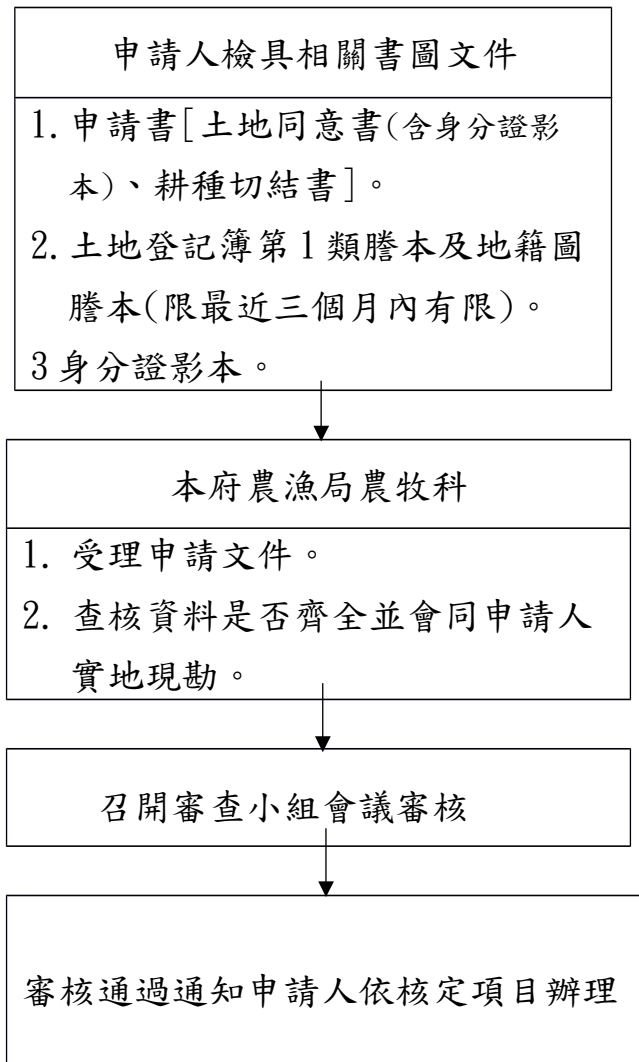 申請人檢具相關書圖文件
1. 申請書[土地同意書(含身分證影
本)、耕種切結書]。
2. 土地登記簿第1類謄本及地籍圖
謄本(限最近三個月內有限)。
3身分證影本。
本府農漁局農牧科
1. 受理申請文件。
2. 查核資料是否齊全並會同申請人
實地現勘。
召開審查小組會議審核
審核通過通知申請人依核定項目辦理